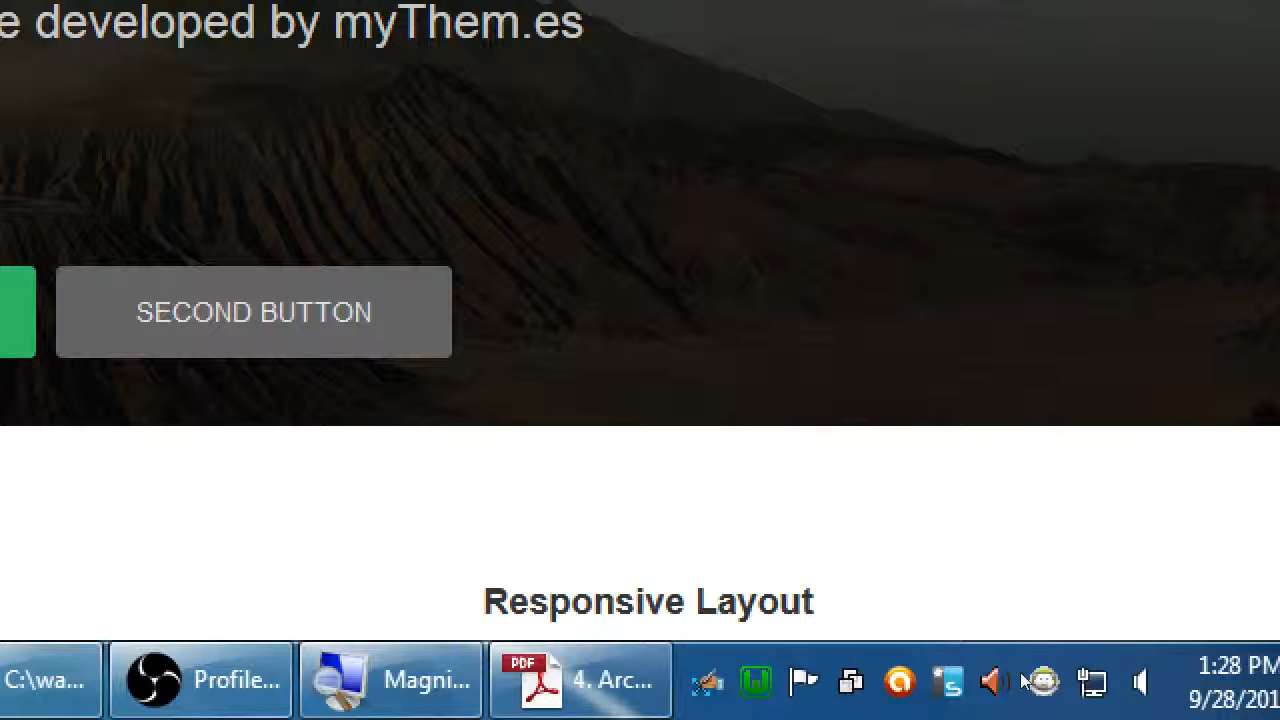 e developed by myThem.es
SECOND BUTTON
Responsive Layout
C:\wa...
Profile...
Magni...
PDF
4. Arc...
1:28 PM
9/28/201